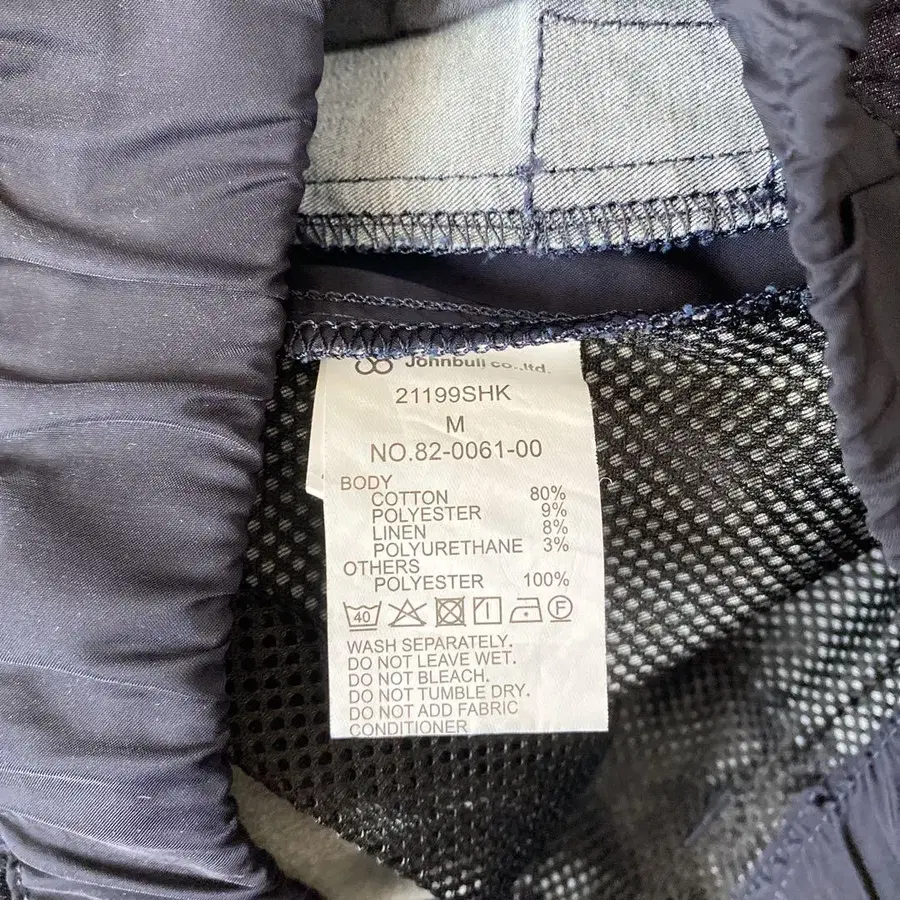 Johnbull co.,ltd.
21199SHK
M
NO.82-0061-00
BODY
COTTON 80%
POLYESTER 9%
LINEN 8%
POLYURETHANE 3%
OTHERS
POLYESTER 100%
40 F
WASH SEPARATELY.
DO NOT LEAVE WET.
DO NOT BLEACH.
DO NOT TUMBLE DRY.
DO NOT ADD FABRIC
CONDITIONER